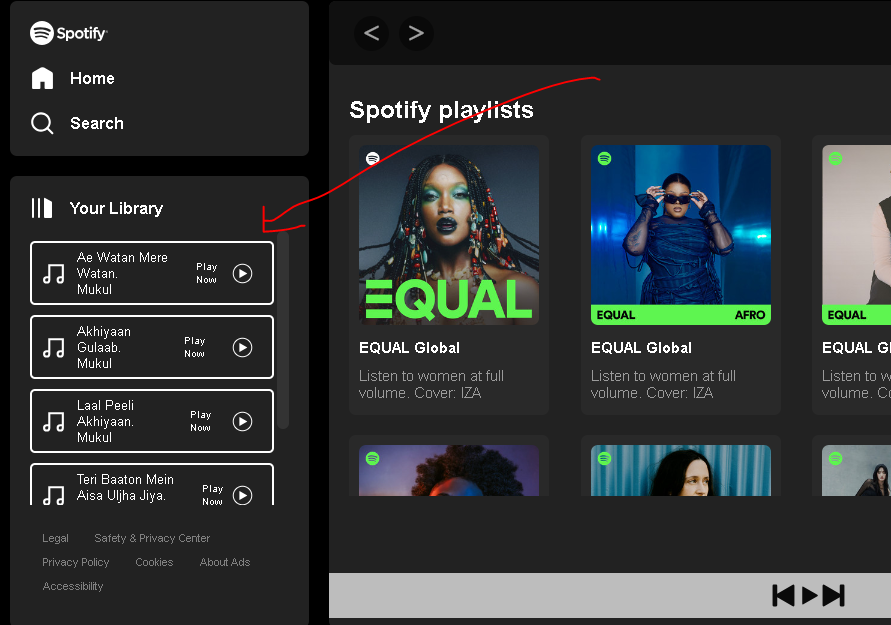 Spotify
Home
Search
Your Library
Ae Watan Mere
Watan.
Mukul
Play
Now
Akhiyaan
Gulaab.
Mukul
Play
Now
Laal Peeli
Akhiyaan.
Mukul
Play
Now
Teri Baaton Mein
Aisa Uljha Jiya.
Play
Now
Legal Safety & Privacy Center
Privacy Policy Cookies About Ads
Accessibility
< >
Spotify playlists
EQUAL
EQUAL AFRO
EQUAL
EQUAL Global
Listen to women at full
volume. Cover: IZA
EQUAL Global
Listen to women at full
volume. Cover: IZA
EQUAL Gl
Listen to
volume. C